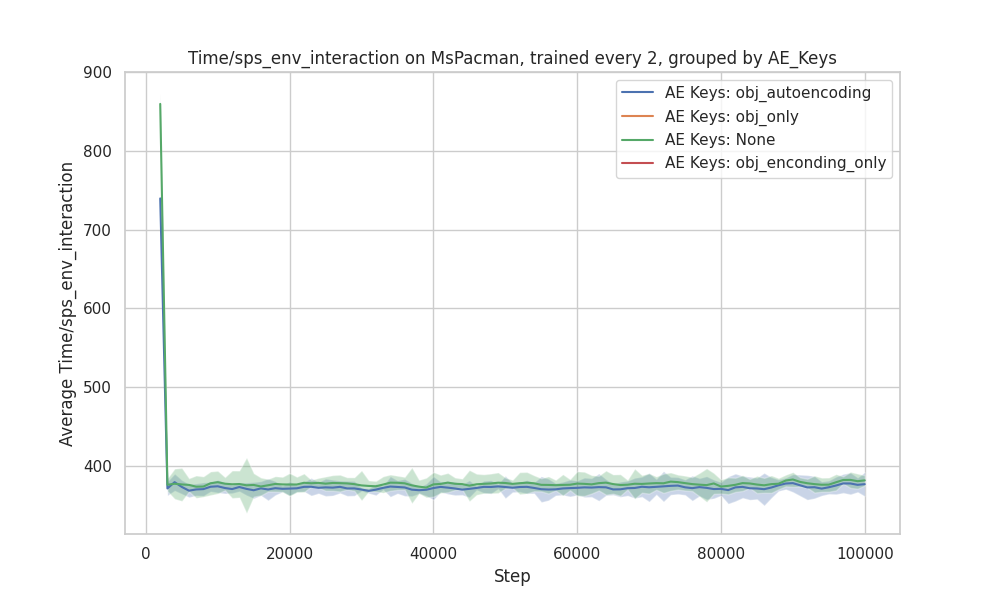 Time/sps_env_interaction on MsPacman, trained every 2, grouped by AE_Keys
900
800
700
600
500
400
Average Time/sps_env_interaction
AE Keys: obj_autoencoding
AE Keys: obj_only
AE Keys: None
AE Keys: obj_enconding_only
0
20000
40000
60000
80000
100000
Step